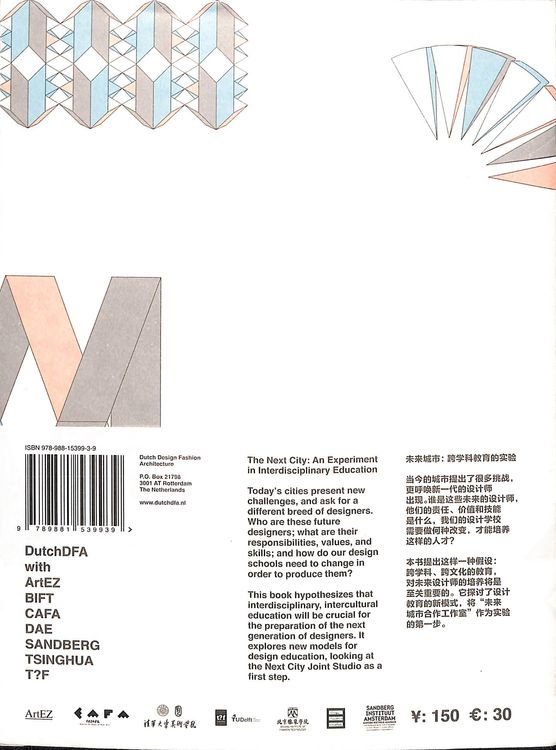 ISBN 978-988-15399-3-9
9 789881 539939 >
Dutch Design Fashion
Architecture
P.O. Box 21798
3001 AT Rotterdam
The Netherlands
www.dutchdfa.nl
DutchDFA
with
ArtEZ
BIFT
CAFA
DAE
SANDBERG
TSINGHUA
T?F
The Next City: An Experiment
in Interdisciplinary Education
Today's cities present new
challenges, and ask for a
different breed of designers.
Who are these future
designers; what are their
responsibilities, values, and
skills; and how do our design
schools need to change in
order to produce them?
This book hypothesizes that
interdisciplinary, intercultural
education will be crucial for
the preparation of the next
generation of designers. It
explores new models for
design education, looking at
the Next City Joint Studio as a
first step.
未来城市：跨学科教育的实验
当今的城市提出了很多挑战，
更呼唤新一代的设计师
出现。谁是这些未来的设计师，
他们的责任、价值和技能
是什么，我们的设计学校
需要做何种改变，才能培养
这样的人才？
本书提出这样一种假设：
跨学科、跨文化的教育，
对未来设计师的培养将是
至关重要的。它探讨了设计
教育的新模式，将“未来
城市合作工作室”作为实验
的第一步。
ArtEZ
CAFA
清华大学美术学院
t?f
TUDelft
北京服装学院
SANDBERG
INSTITUUT
AMSTERDAM
¥: 150 €: 30